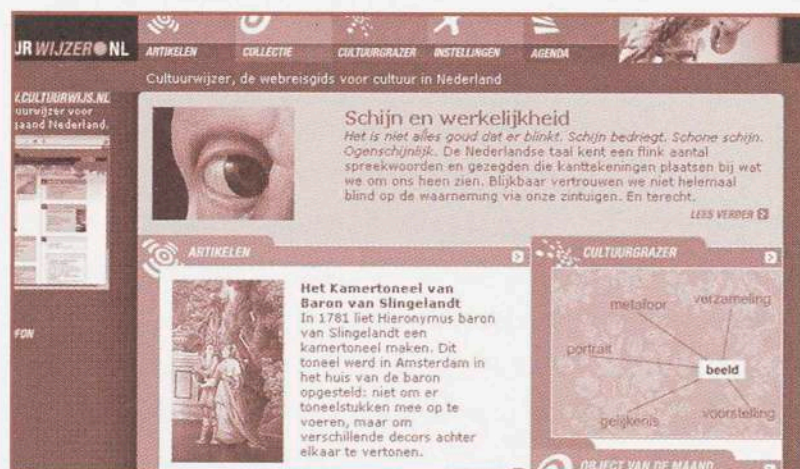 UR WIJZER NL
ARTIKELEN
COLLECTIE
CULTUURGRAZER
INSTELLINGEN
AGENDA
Cultuurwijzer, de webreisgids voor cultuur in Nederland
.CULTUURWIJS.NL
uurwijzer voor
gaand Nederland.
Schijn en werkelijkheid
Het is niet alles goud dat er blinkt. Schijn bedriegt. Schone schijn.
Ogenschijnlijk. De Nederlandse taal kent een flink aantal
spreekwoorden en gezegden die kanttekeningen plaatsen bij wat
we om ons heen zien. Blijkbaar vertrouwen we niet helemaal
blind op de waarneming via onze zintuigen. En terecht.
LEES VERDER
ARTIKELEN
Het Kamertoneel van
Baron van Slingelandt
In 1781 liet Hieronymus baron
van Slingelandt een
kamertoneel maken. Dit
toneel werd in Amsterdam in
het huis van de baron
opgesteld: niet om er
toneelstukken mee op te
voeren, maar om
verschillende decors achter
elkaar te vertonen.
CULTUURGRAZER
metafoor
verzameling
portrait
beeld
gelijkenis
voorstelling
OBJECT VAN DE MAAND
FON